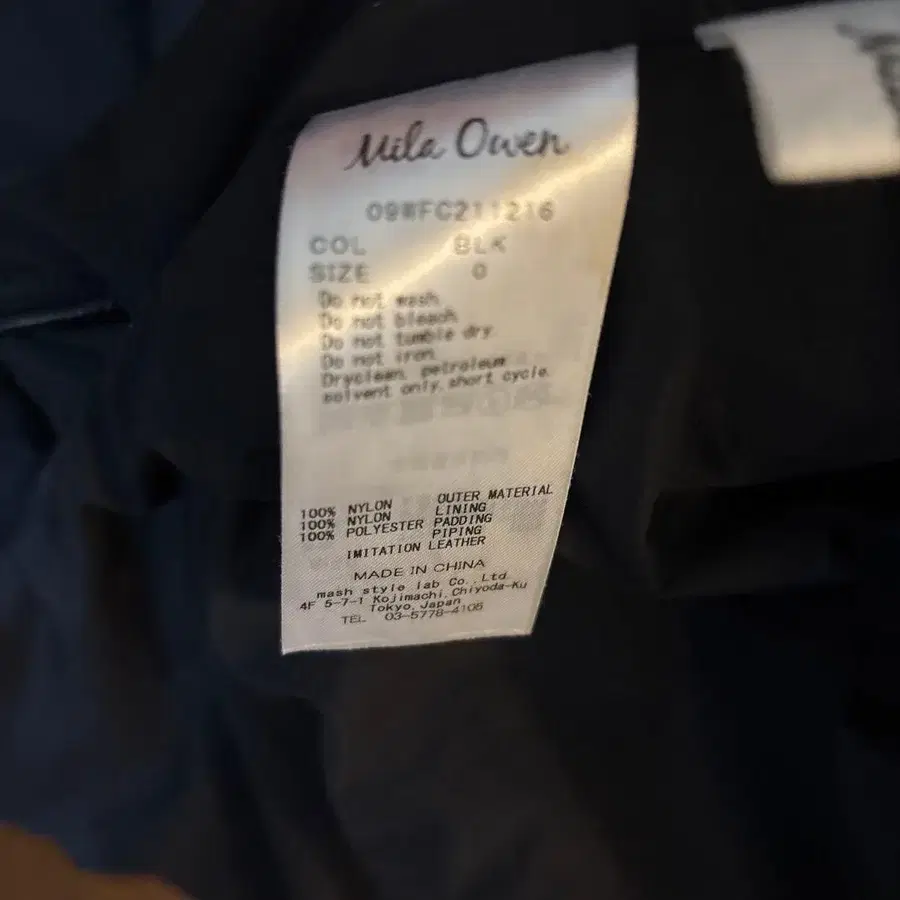 Mila Owen
09WFC211216
COL BLK
SIZE 0
Do not wash.
Do not bleach.
Do not tumble dry.
Do not iron.
Dryclean, petroleum
solvent only, short cycle.
100% NYLON OUTER MATERIAL
100% NYLON LINING
100% POLYESTER PADDING
PIPING
IMITATION LEATHER
MADE IN CHINA
mash style lab Co., Ltd.
4F 5-7-1 Kojimachi, Chiyoda-Ku
Tokyo, Japan
TEL 03-5778-4106